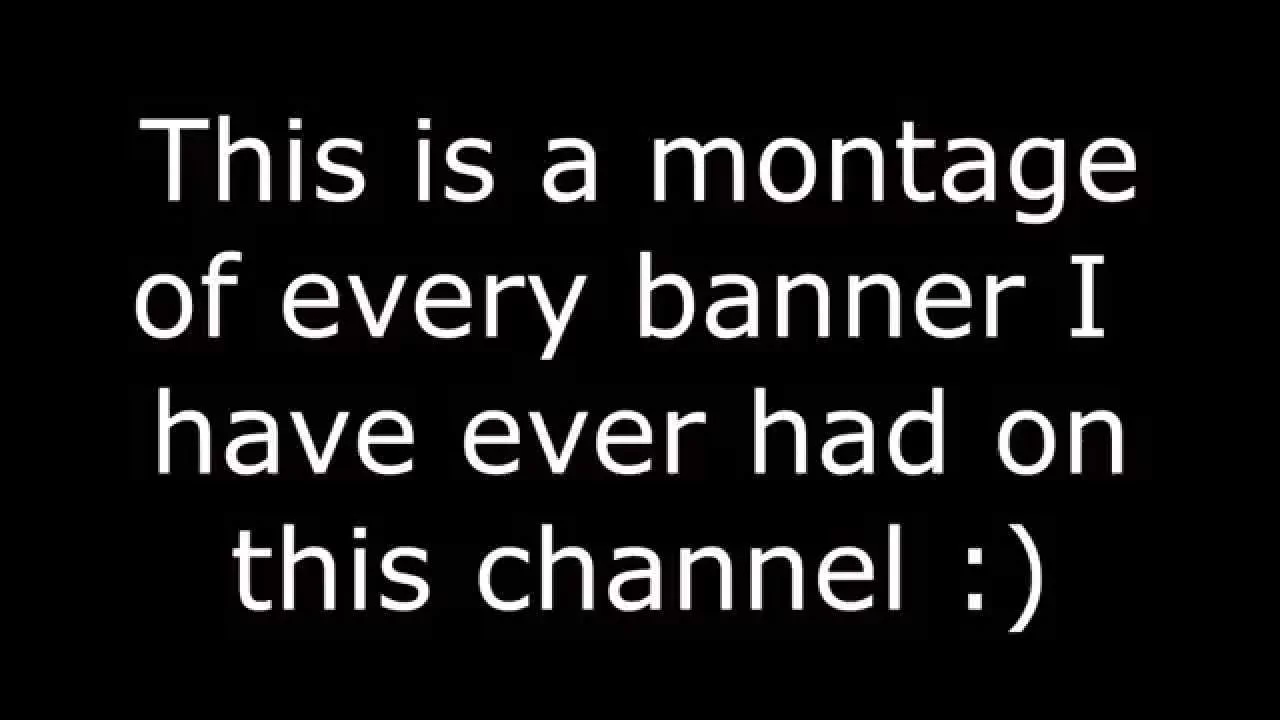 This is a montage
of every banner I
have ever had on
this channel :)